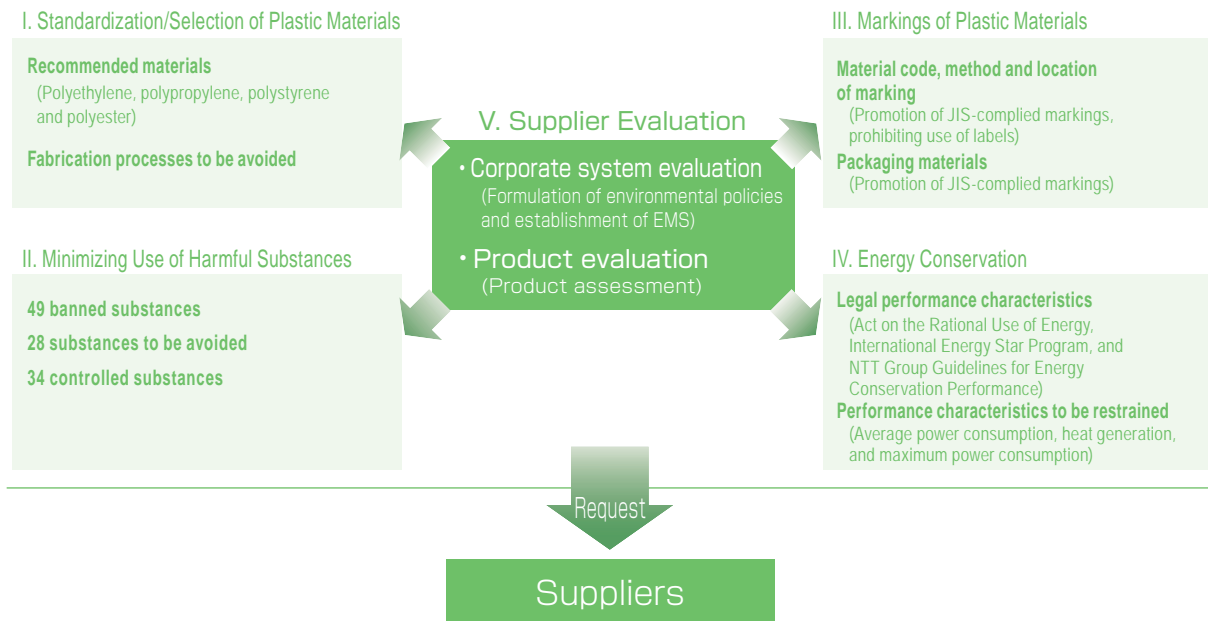 I. Standardization/Selection of Plastic Materials
Recommended materials
(Polyethylene, polypropylene, polystyrene
and polyester)
Fabrication processes to be avoided
II. Minimizing Use of Harmful Substances
49 banned substances
28 substances to be avoided
34 controlled substances
V. Supplier Evaluation
・Corporate system evaluation
(Formulation of environmental policies
and establishment of EMS)
・Product evaluation
(Product assessment)
III. Markings of Plastic Materials
Material code, method and location
of marking
(Promotion of JIS-complied markings,
prohibiting use of labels)
Packaging materials
(Promotion of JIS-complied markings)
IV. Energy Conservation
Legal performance characteristics
(Act on the Rational Use of Energy,
International Energy Star Program, and
NTT Group Guidelines for Energy
Conservation Performance)
Performance characteristics to be restrained
(Average power consumption, heat generation,
and maximum power consumption)
Request
Suppliers